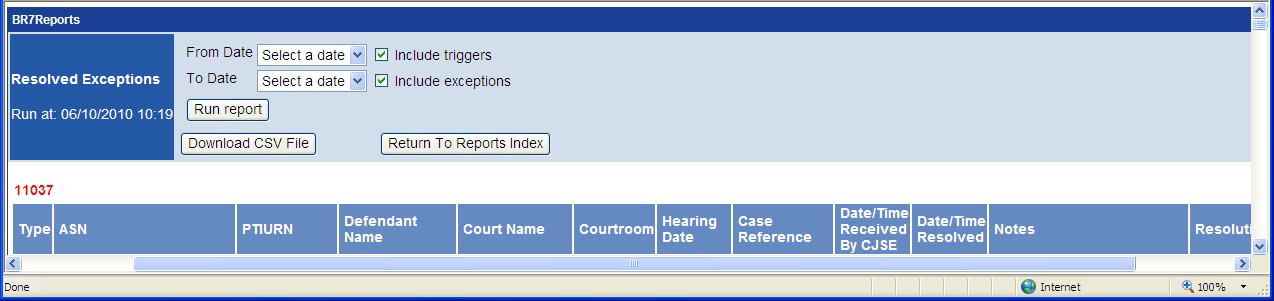 BR7Reports
Resolved Exceptions
Run at: 06/10/2010 10:19
From Date Select a date Include triggers
To Date Select a date Include exceptions
Run report
Download CSV File Return To Reports Index
11037
Type ASN PTIURN Defendant Name Court Name Courtroom Hearing Date Case Reference Date/Time Received By CJSE Date/Time Resolved Notes Resoluti
Done Internet 100%